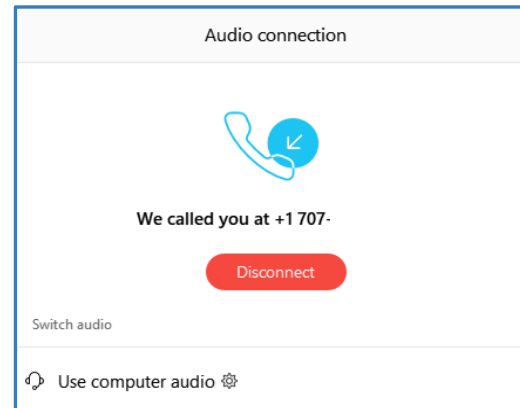 Audio connection
We called you at +1 707-
Disconnect
Switch audio
Use computer audio